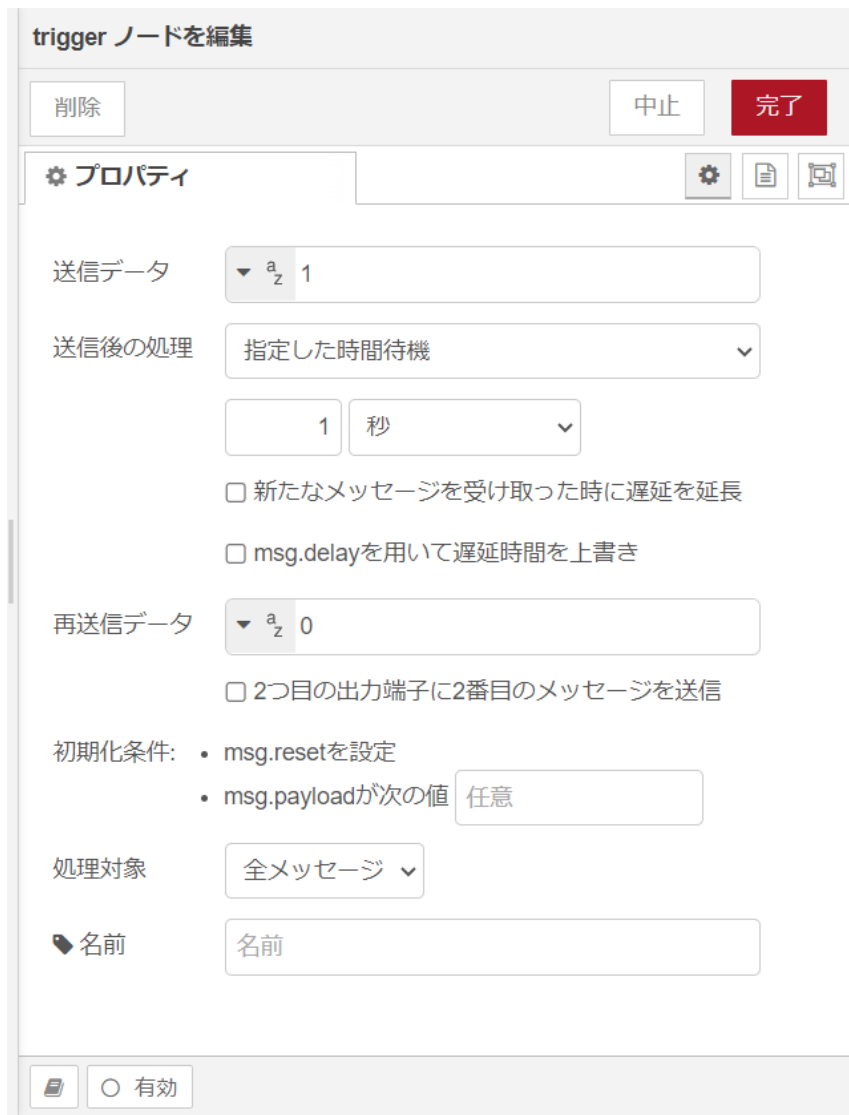 trigger ノードを編集
削除 中止 完了
プロパティ
送信データ az 1
送信後の処理 指定した時間待機
1 秒
新たなメッセージを受け取った時に遅延を延長
msg.delayを用いて遅延時間を上書き
再送信データ az 0
2つ目の出力端子に2番目のメッセージを送信
初期化条件: • msg.resetを設定
• msg.payloadが次の値 任意
処理対象 全メッセージ
名前 名前
有効